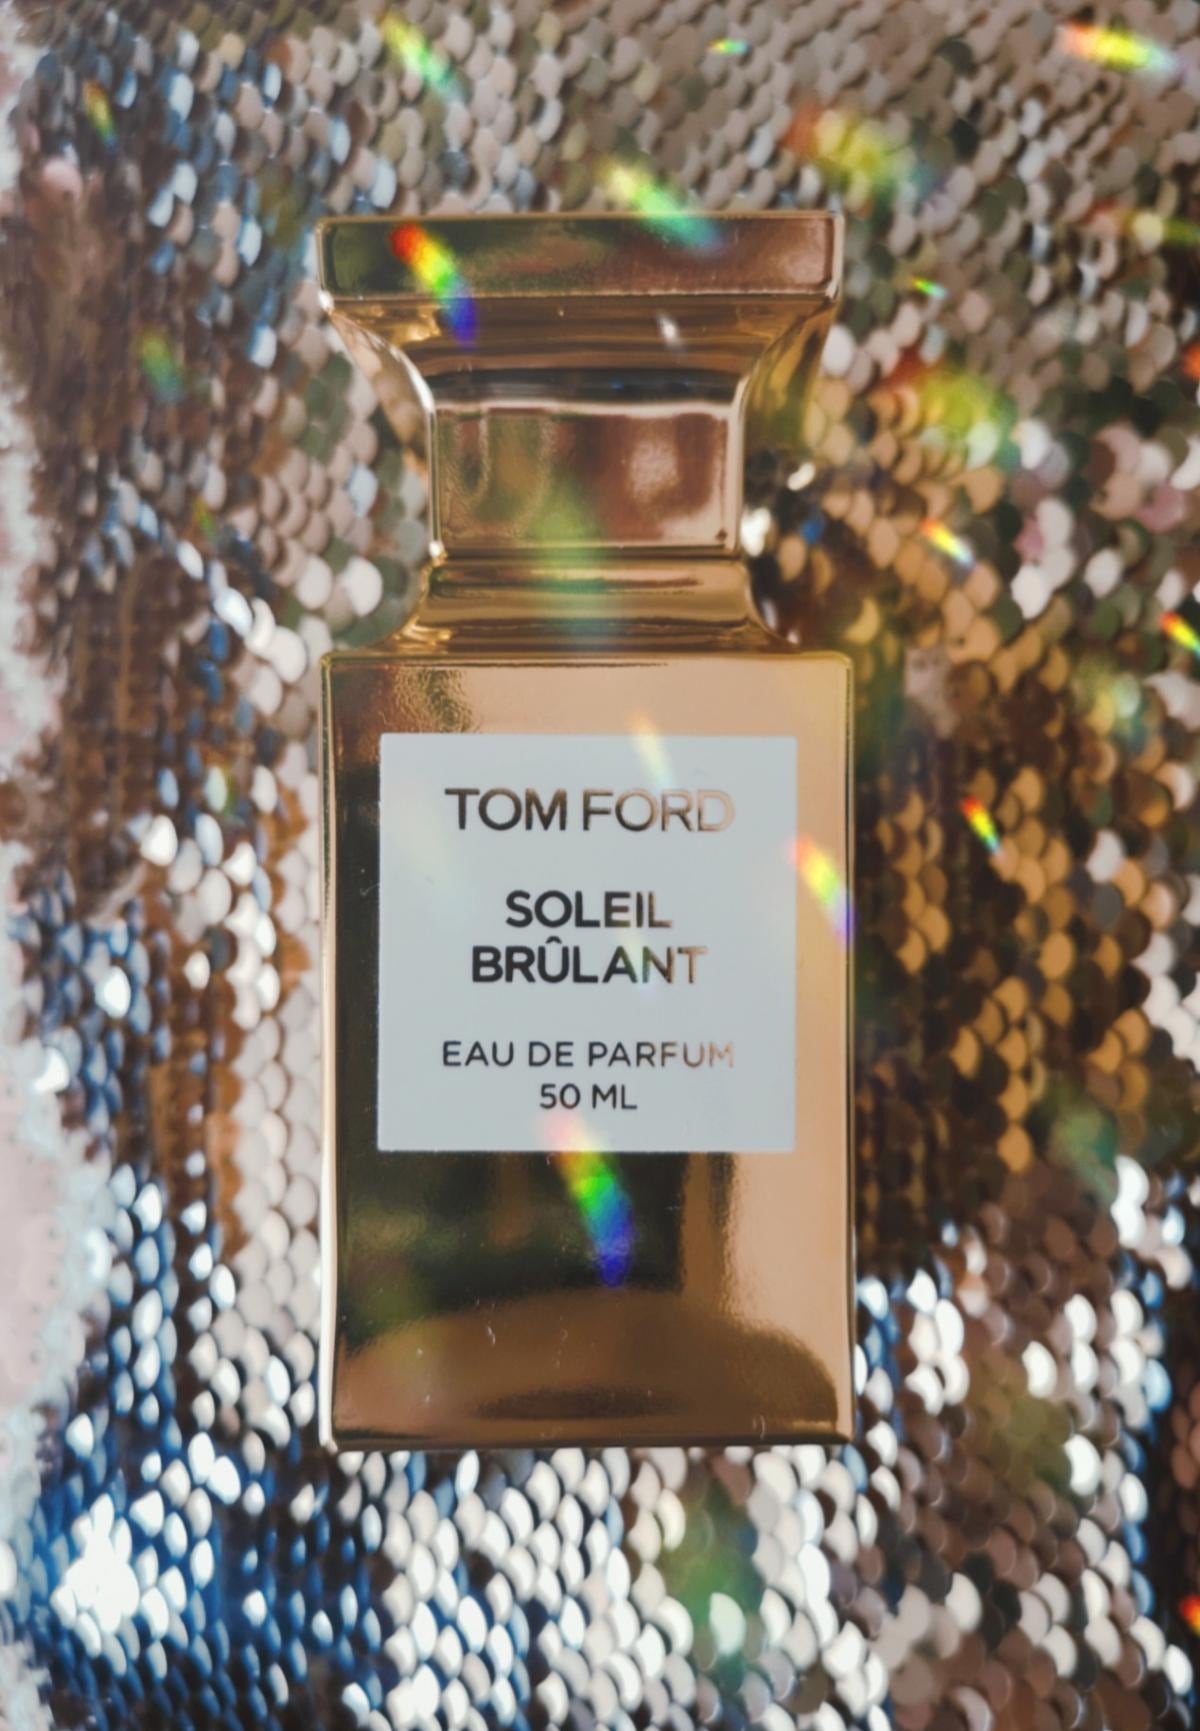 TOM FORD
SOLEIL
BRÛLANT
EAU DE PARFUM
50 ML